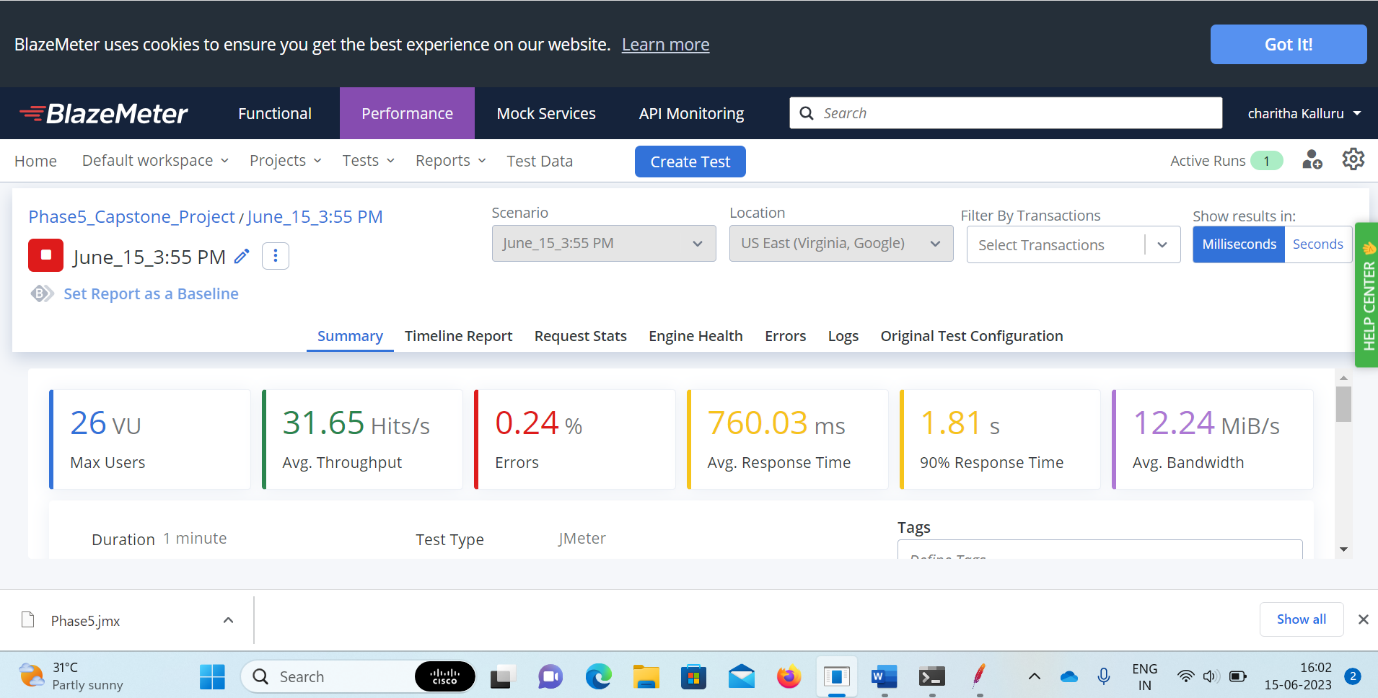 BlazeMeter uses cookies to ensure you get the best experience on our website. Learn more
Got It!
BlazeMeter
Functional
Performance
Mock Services
API Monitoring
Search
charitha Kalluru
Home
Default workspace
Projects
Tests
Reports
Test Data
Create Test
Active Runs 1
Phase5_Capstone_Project / June_15_3:55 PM
June_15_3:55 PM
Set Report as a Baseline
Scenario
June_15_3:55 PM
Location
US East (Virginia, Google)
Filter By Transactions
Select Transactions
Show results in:
Milliseconds
Seconds
HELP CENTER
Summary
Timeline Report
Request Stats
Engine Health
Errors
Logs
Original Test Configuration
26 VU
Max Users
31.65 Hits/s
Avg. Throughput
0.24 %
Errors
760.03 ms
Avg. Response Time
1.81 s
90% Response Time
12.24 MiB/s
Avg. Bandwidth
Duration 1 minute
Test Type JMeter
Tags
Define Tags
Phase5.jmx
Show all
31°C
Partly sunny
Search
CISCO
ENG
IN
16:02
15-06-2023
2